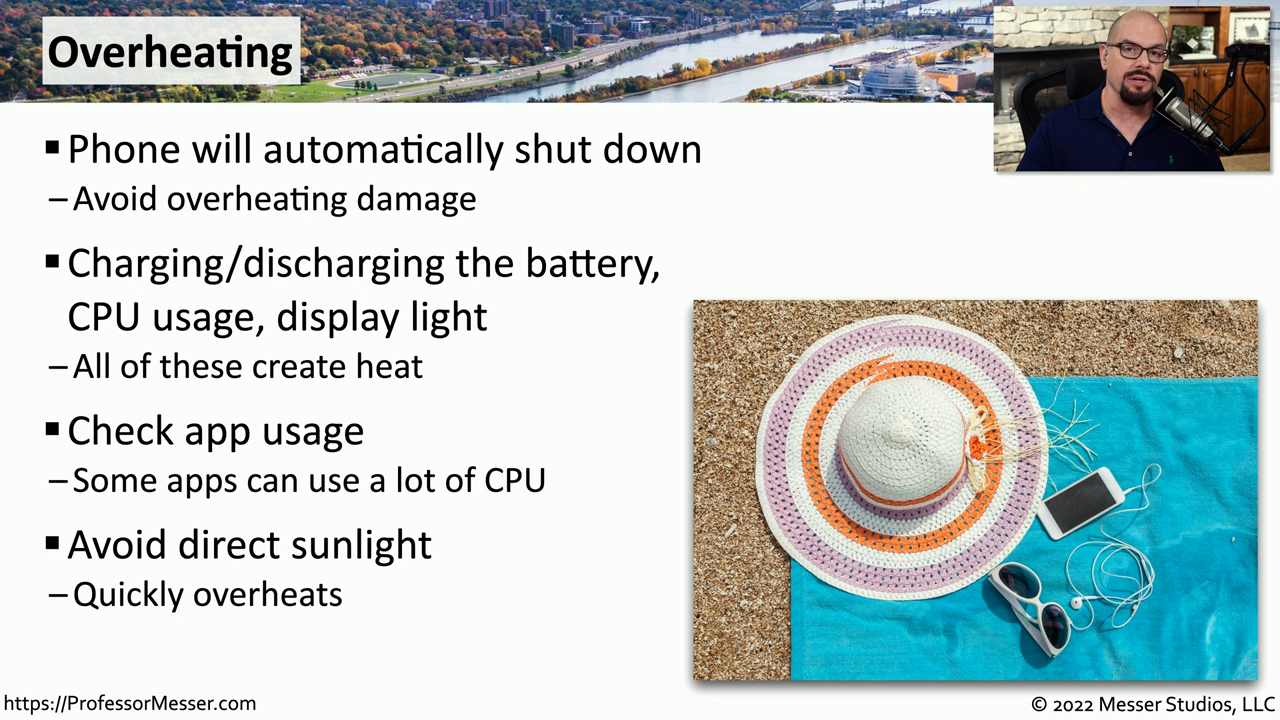 Overheating
▪ Phone will automatically shut down
– Avoid overheating damage
▪ Charging/discharging the battery,
CPU usage, display light
– All of these create heat
▪ Check app usage
– Some apps can use a lot of CPU
▪ Avoid direct sunlight
– Quickly overheats
https://ProfessorMesser.com
© 2022 Messer Studios, LLC